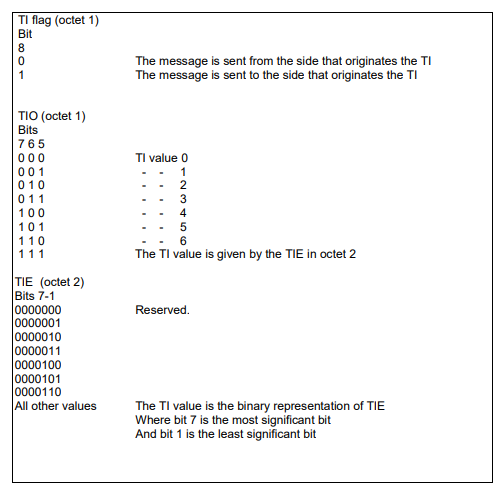 TI flag (octet 1)
Bit
8
0 The message is sent from the side that originates the TI
1 The message is sent to the side that originates the TI
TIO (octet 1)
Bits
7 6 5
0 0 0 TI value 0
0 0 1 - - 1
0 1 0 - - 2
0 1 1 - - 3
1 0 0 - - 4
1 0 1 - - 5
1 1 0 - - 6
1 1 1 The TI value is given by the TIE in octet 2
TIE (octet 2)
Bits 7-1
0000000 Reserved.
0000001
0000010
0000011
0000100
0000101
0000110
All other values The TI value is the binary representation of TIE
Where bit 7 is the most significant bit
And bit 1 is the least significant bit